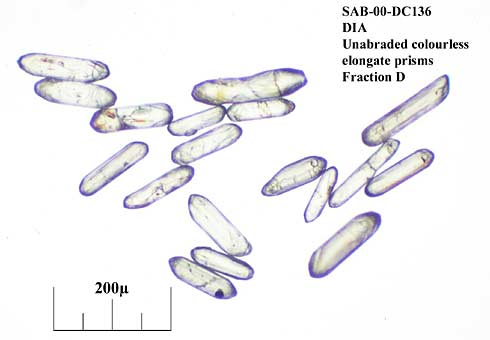 SAB-00-DC136
DIA
Unabraded colourless
elongate prisms
Fraction D
200µ